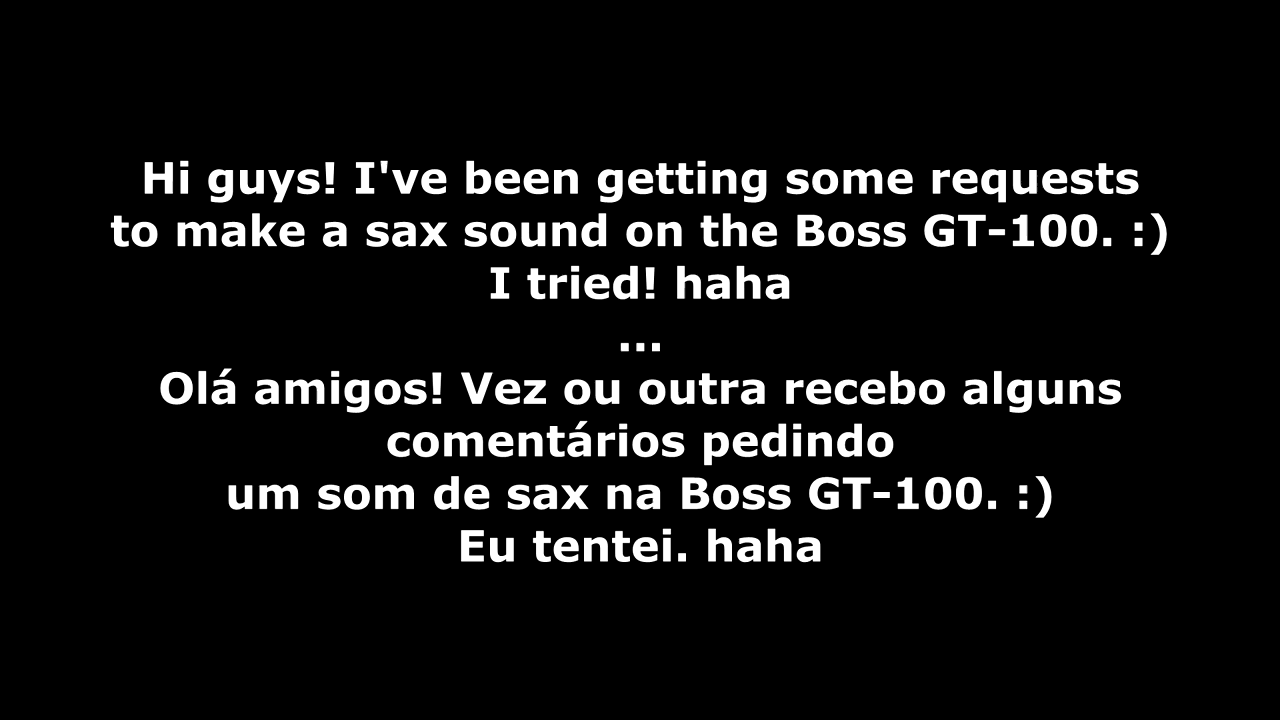 Hi guys! I've been getting some requests
to make a sax sound on the Boss GT-100. :)
I tried! haha
...
Olá amigos! Vez ou outra recebo alguns
comentários pedindo
um som de sax na Boss GT-100. :)
Eu tentei. haha